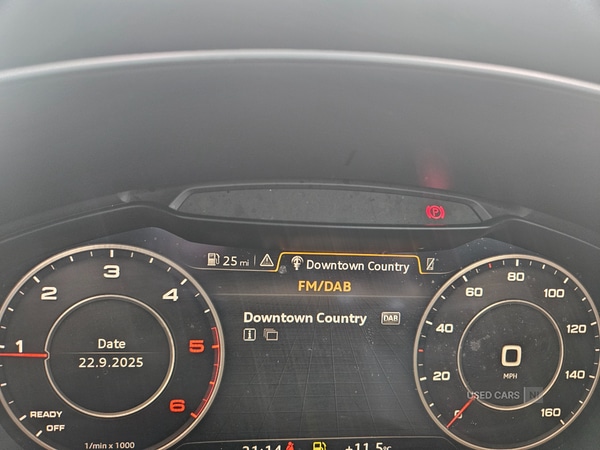 P
25 mi
Downtown Country
FM/DAB
Downtown Country
DAB
i
1
2
3
4
5
6
Date
22.9.2025
READY
OFF
1/min x 1000
0
20
40
60
80
100
120
140
160
0
MPH
USED CARS NI
21:14
+11.5°C